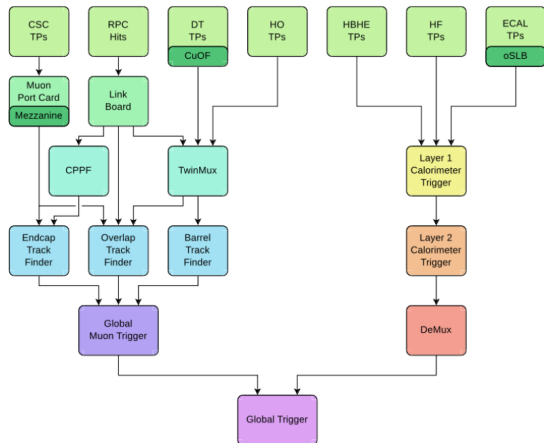 CSC
TPs
RPC
Hits
DT
TPs
CuOF
HO
TPs
HBHE
TPs
HF
TPs
ECAL
TPs
oSLB
Muon
Port Card
Mezzanine
Link
Board
CPPF
TwinMux
Layer 1
Calorimeter
Trigger
Endcap
Track
Finder
Overlap
Track
Finder
Barrel
Track
Finder
Layer 2
Calorimeter
Trigger
Global
Muon Trigger
DeMux
Global Trigger